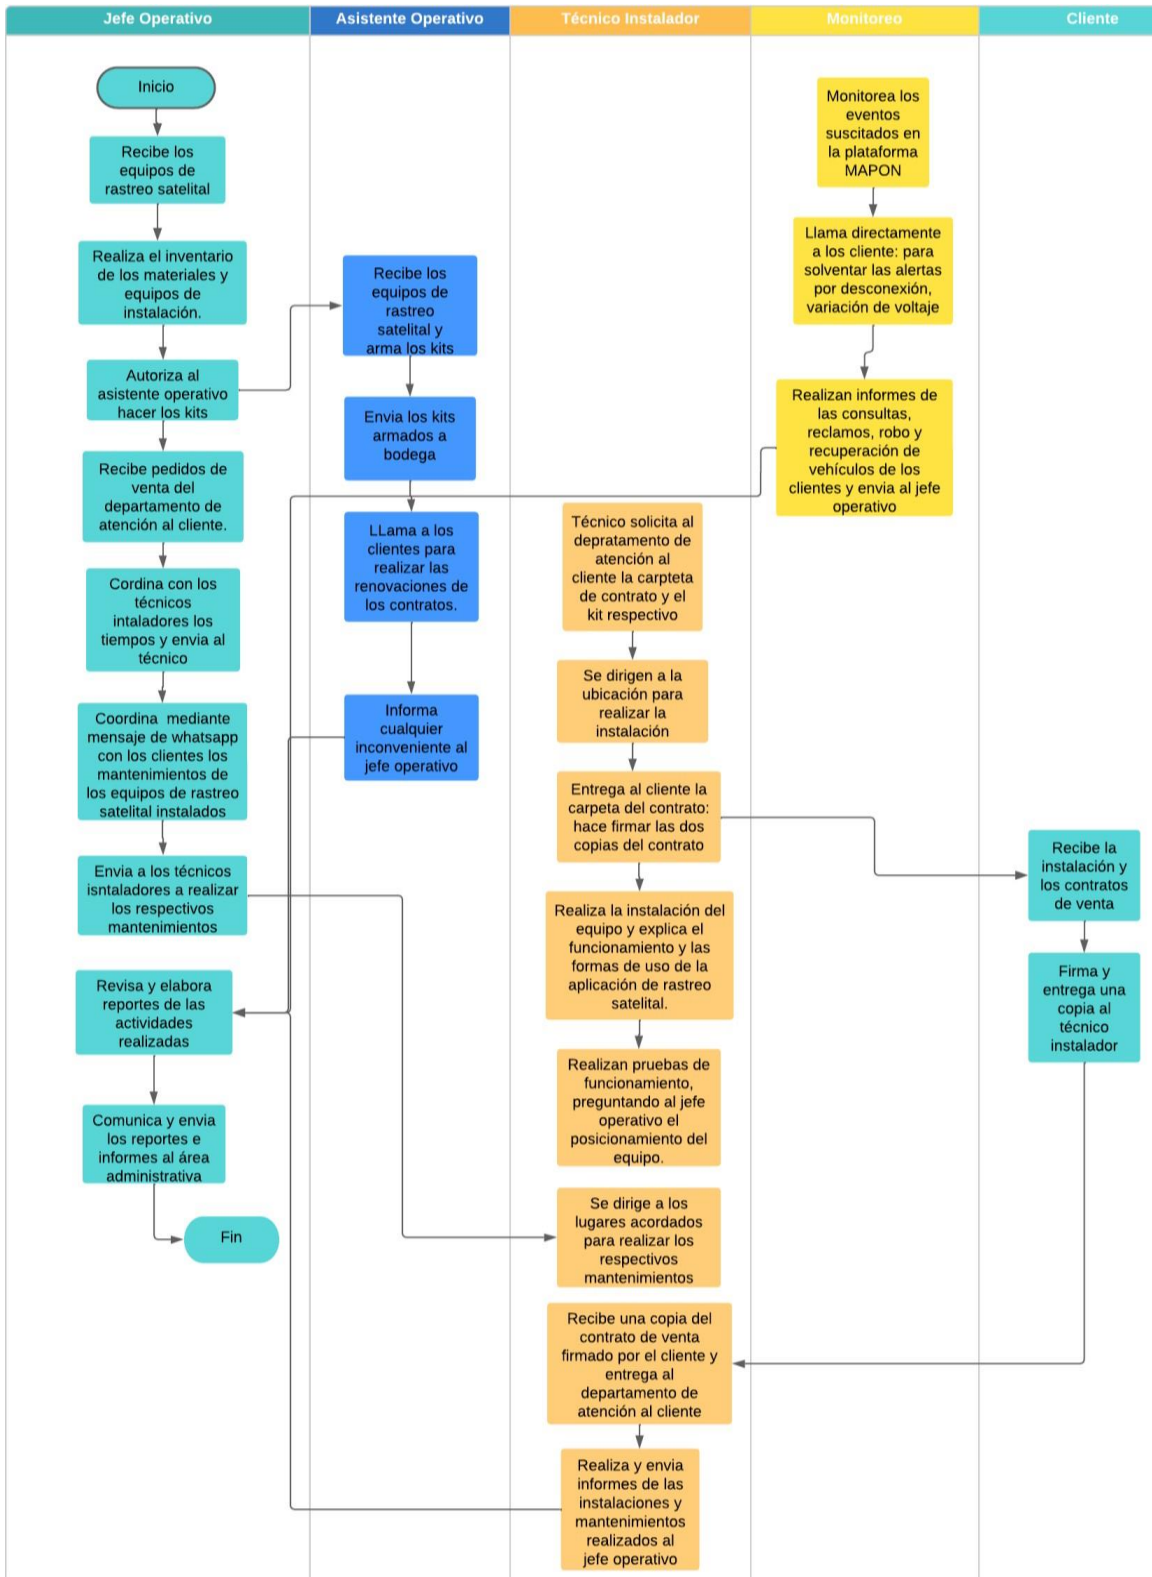 Jefe Operativo
Asistente Operativo
Técnico Instalador
Monitoreo
Cliente
Inicio
Recibe los
equipos de
rastreo satelital
Realiza el inventario
de los materiales y
equipos de
instalación.
Autoriza al
asistente operativo
hacer los kits
Recibe pedidos de
venta del
departamento de
atención al cliente.
Cordina con los
técnicos
intaladores los
tiempos y envia al
técnico
Coordina mediante
mensaje de whatsapp
con los clientes los
mantenimientos de
los equipos de rastreo
satelital instalados
Envia a los técnicos
isntaladores a realizar
los respectivos
mantenimientos
Revisa y elabora
reportes de las
actividades
realizadas
Comunica y envia
los reportes e
informes al área
administrativa
Fin
Recibe los
equipos de
rastreo
satelital y
arma los kits
Envia los kits
armados a
bodega
LLama a los
clientes para
realizar las
renovaciones de
los contratos.
Informa
cualquier
inconveniente al
jefe operativo
Técnico solicita al
depratamento de
atención al
cliente la carpteta
de contrato y el
kit respectivo
Se dirigen a la
ubicación para
realizar la
instalación
Entrega al cliente la
carpeta del contrato:
hace firmar las dos
copias del contrato
Realiza la instalación del
equipo y explica el
funcionamiento y las
formas de uso de la
aplicación de rastreo
satelital.
Realizan pruebas de
funcionamiento,
preguntando al jefe
operativo el
posicionamiento del
equipo.
Se dirige a los
lugares acordados
para realizar los
respectivos
mantenimientos
Recibe una copia del
contrato de venta
firmado por el cliente y
entrega al
departamento de
atención al cliente
Realiza y envia
informes de las
instalaciones y
mantenimientos
realizados al
jefe operativo
Monitorea los
eventos
suscitados en
la plataforma
MAPON
Llama directamente
a los cliente: para
solventar las alertas
por desconexión,
variación de voltaje
Realizan informes de
las consultas,
reclamos, robo y
recuperación de
vehículos de los
clientes y envia al jefe
operativo
Recibe la
instalación y
los contratos
de venta
Firma y
entrega una
copia al
técnico
instalador